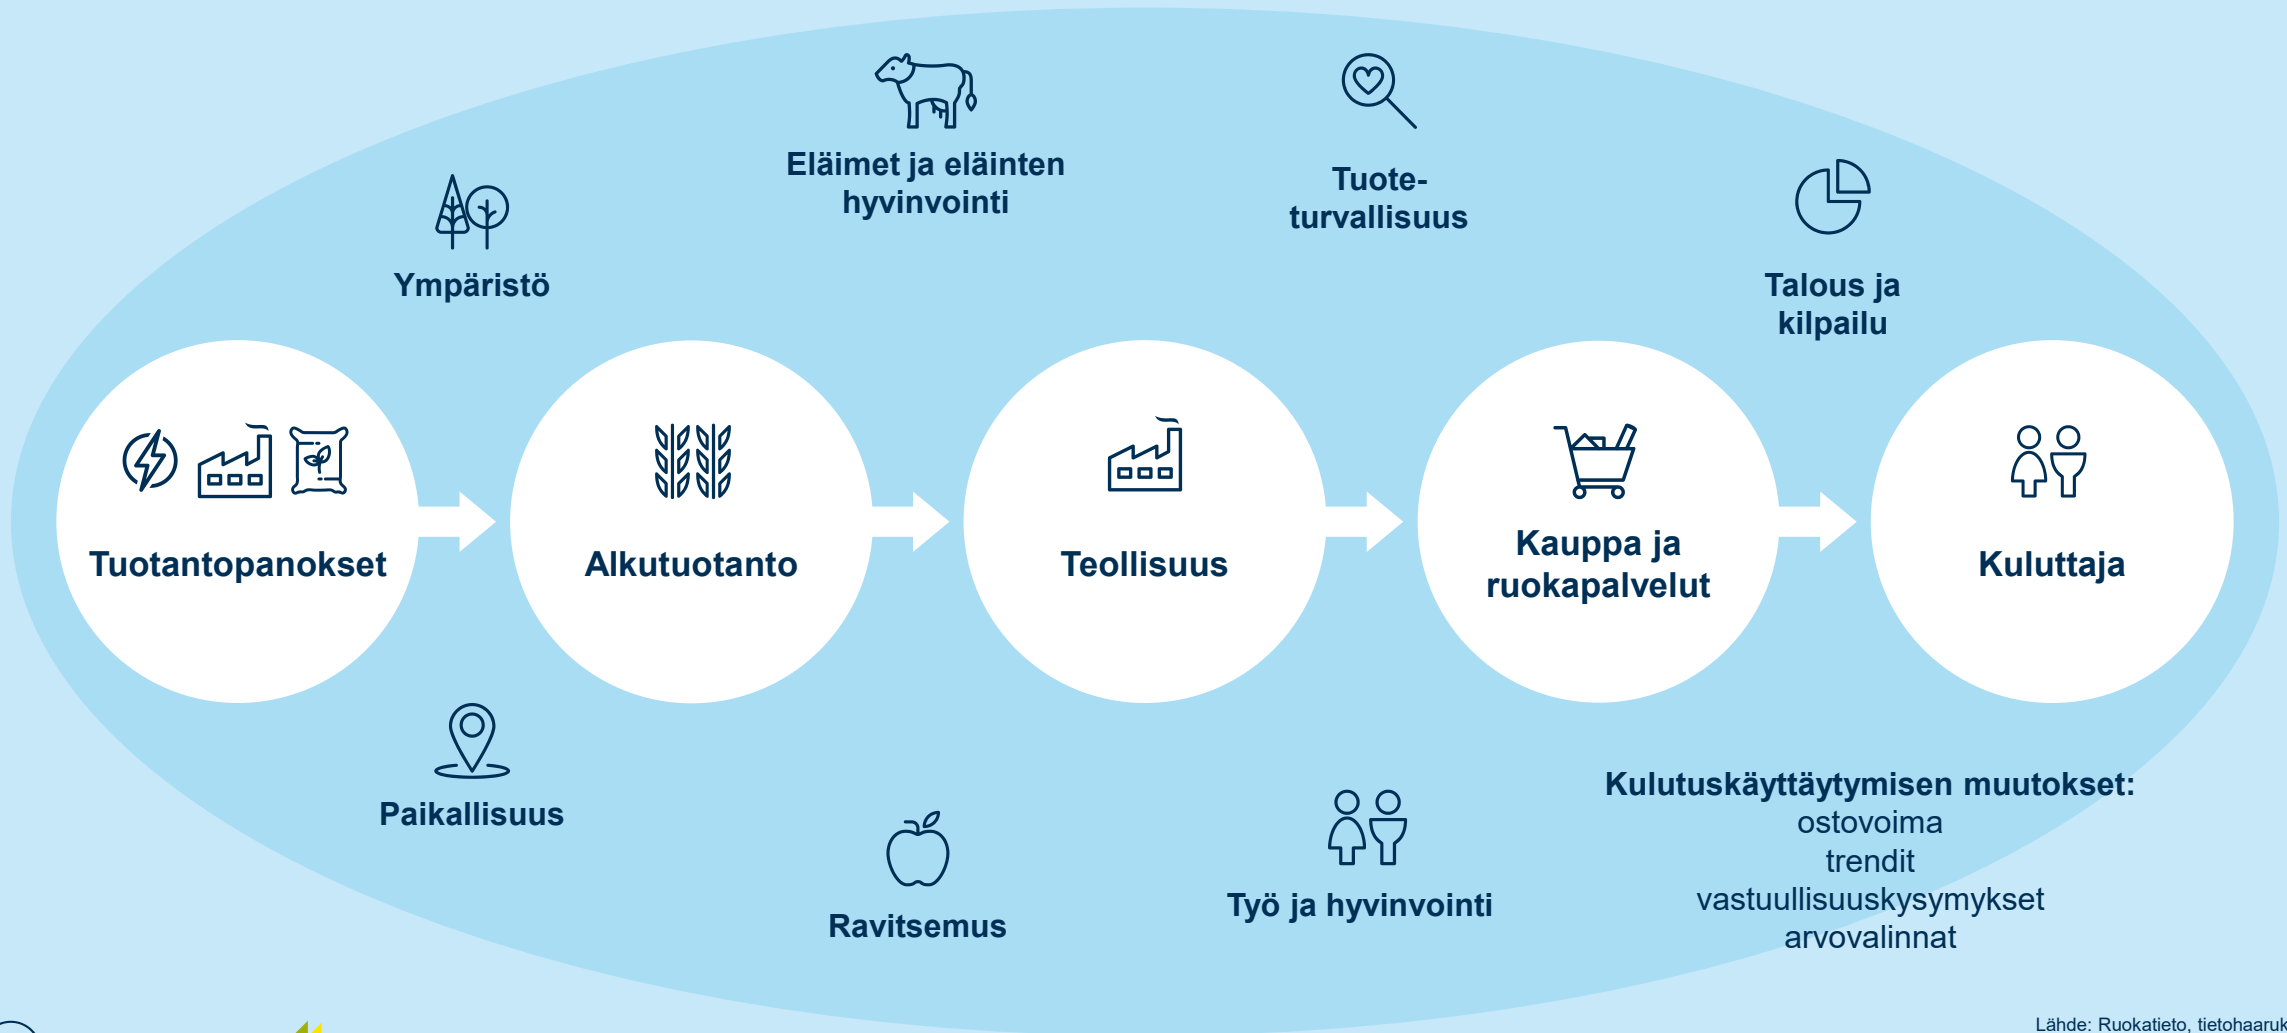 Eläimet ja eläinten
hyvinvointi
Tuote-
turvallisuus
Ympäristö
Talous ja
kilpailu
Tuotantopanokset
Alkutuotanto
Teollisuus
Kauppa ja
ruokapalvelut
Kuluttaja
Paikallisuus
Ravitsemus
Työ ja hyvinvointi
Kulutuskäyttäytymisen muutokset:
ostovoima
trendit
vastuullisuuskysymykset
arvovalinnat
Lähde: Ruokatieto, tietohaaruk